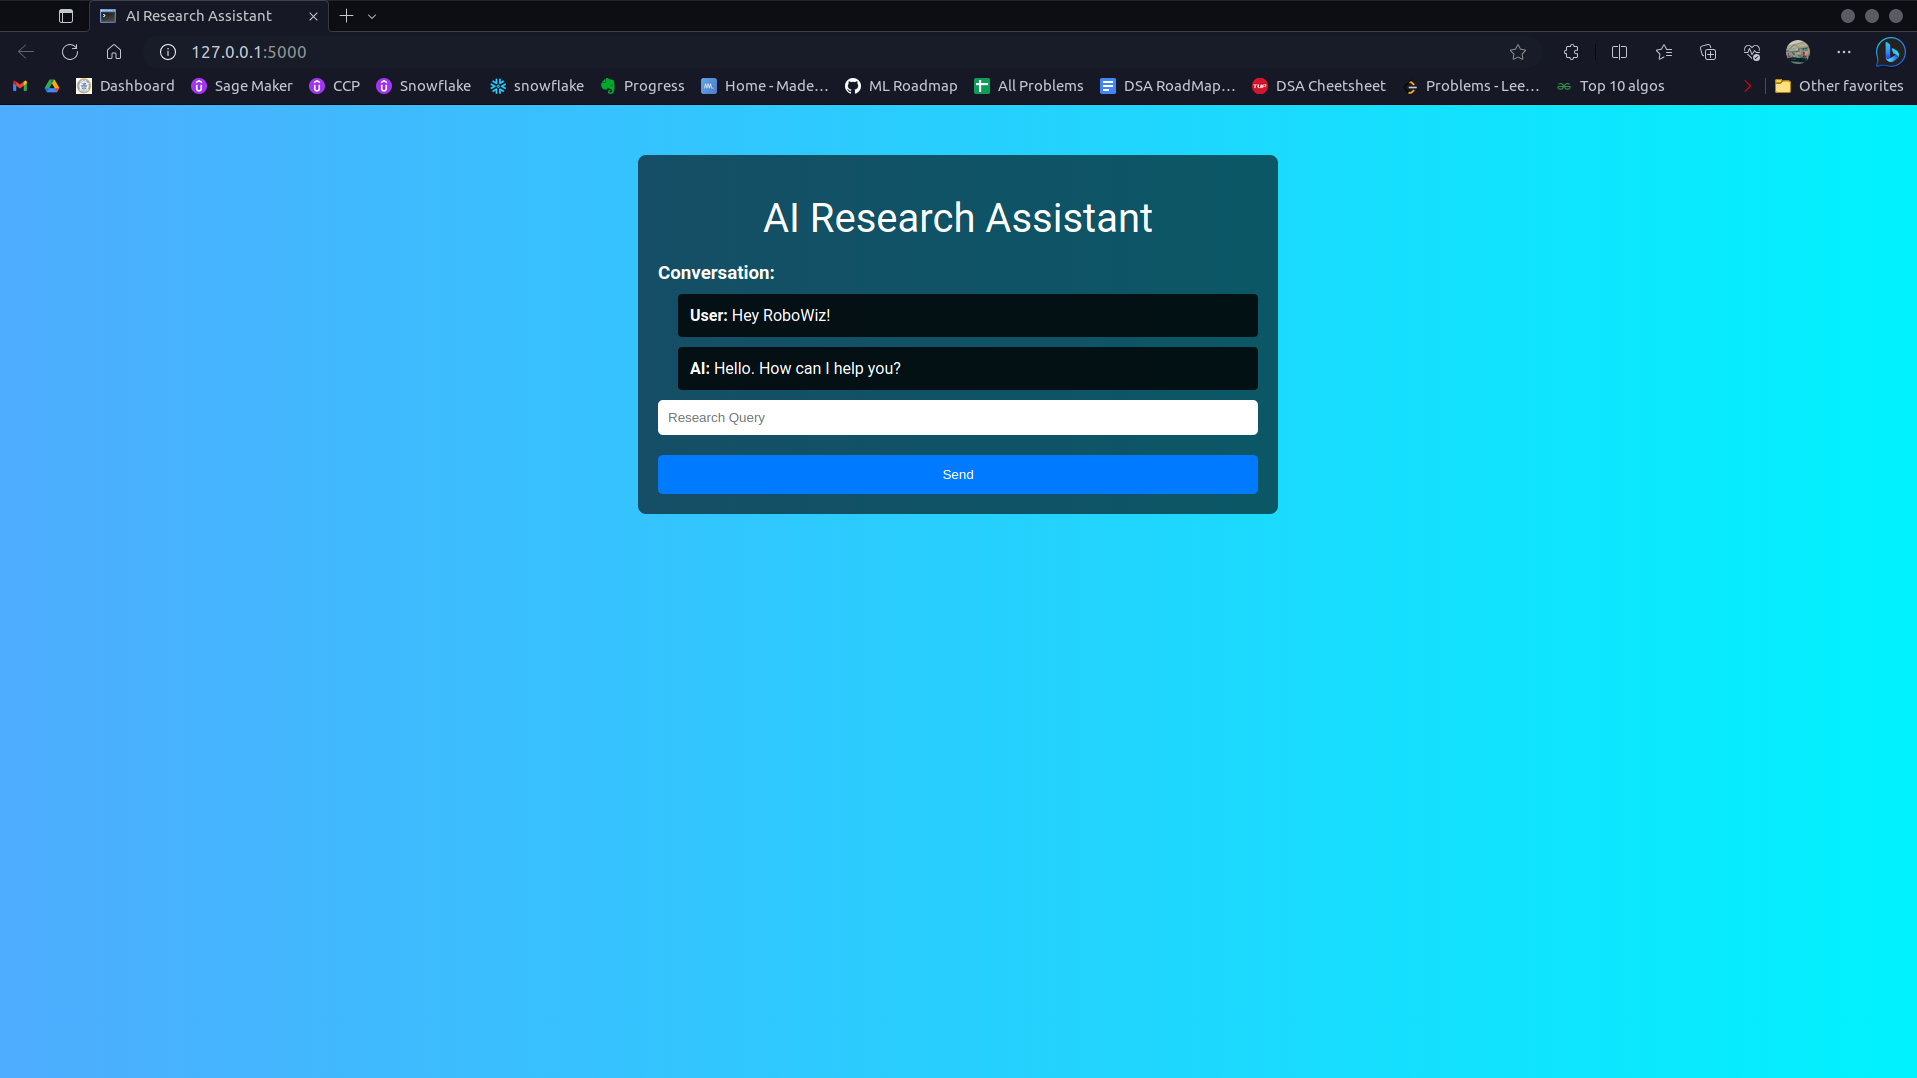 AI Research Assistant
127.0.0.1:5000
Dashboard Sage Maker CCP Snowflake snowflake Progress Home - Made... ML Roadmap All Problems DSA RoadMap... DSA Cheetsheet Problems - Lee... Top 10 algos Other favorites
AI Research Assistant
Conversation:
User: Hey RoboWiz!
AI: Hello. How can I help you?
Research Query
Send